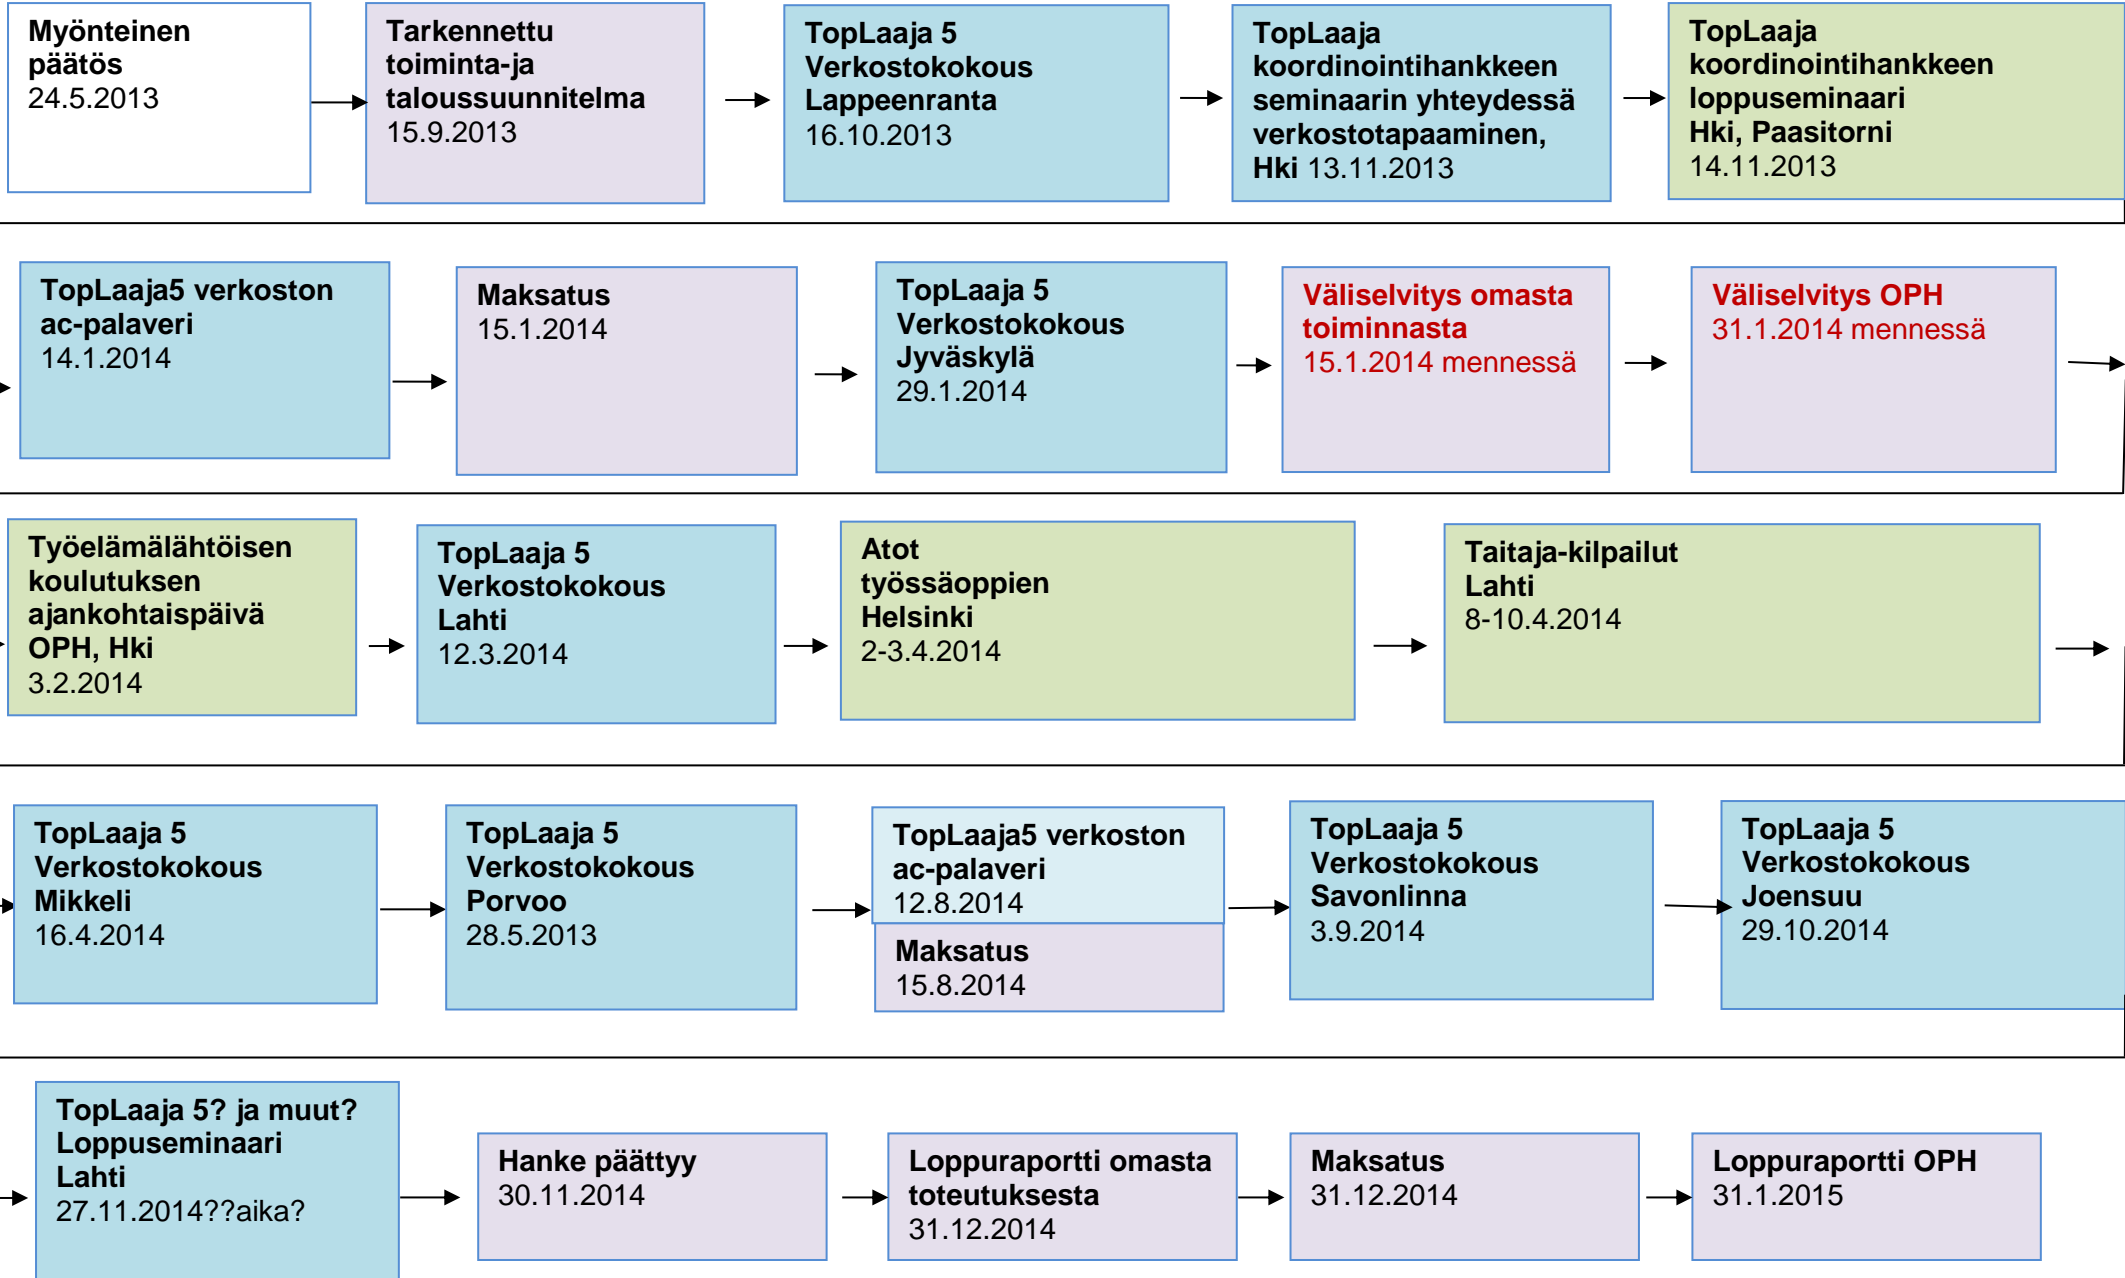 Myönteinen
päätös
24.5.2013
Tarkennettu
toiminta-ja
taloussuunnitelma
15.9.2013
TopLaaja 5
Verkostokokous
Lappeenranta
16.10.2013
TopLaaja
koordinointihankkeen
seminaarin yhteydessä
verkostotapaaminen,
Hki 13.11.2013
TopLaaja
koordinointihankkeen
loppuseminaari
Hki, Paasitorni
14.11.2013
TopLaaja5 verkoston
ac-palaveri
14.1.2014
Maksatus
15.1.2014
TopLaaja 5
Verkostokokous
Jyväskylä
29.1.2014
Väliselvitys omasta
toiminnasta
15.1.2014 mennessä
Väliselvitys OPH
31.1.2014 mennessä
Työelämälähtöisen
koulutuksen
ajankohtaispäivä
OPH, Hki
3.2.2014
TopLaaja 5
Verkostokokous
Lahti
12.3.2014
Atot
työssäoppien
Helsinki
2-3.4.2014
Taitaja-kilpailut
Lahti
8-10.4.2014
TopLaaja 5
Verkostokokous
Mikkeli
16.4.2014
TopLaaja 5
Verkostokokous
Porvoo
28.5.2013
TopLaaja5 verkoston
ac-palaveri
12.8.2014
Maksatus
15.8.2014
TopLaaja 5
Verkostokokous
Savonlinna
3.9.2014
TopLaaja 5
Verkostokokous
Joensuu
29.10.2014
TopLaaja 5? ja muut?
Loppuseminaari
Lahti
27.11.2014??aika?
Hanke päättyy
30.11.2014
Loppuraportti omasta
toteutuksesta
31.12.2014
Maksatus
31.12.2014
Loppuraportti OPH
31.1.2015